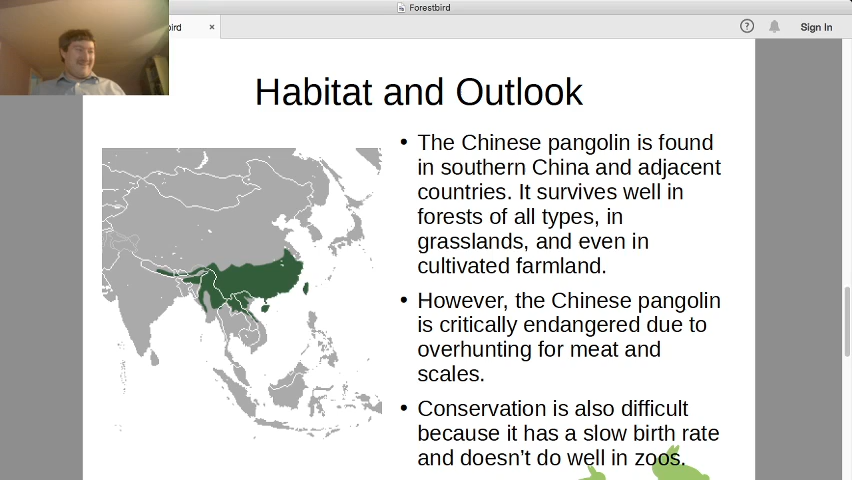 Forestbird
bird
×
?
Sign In
Habitat and Outlook
• The Chinese pangolin is found
in southern China and adjacent
countries. It survives well in
forests of all types, in
grasslands, and even in
cultivated farmland.
• However, the Chinese pangolin
is critically endangered due to
overhunting for meat and
scales.
• Conservation is also difficult
because it has a slow birth rate
and doesn't do well in zoos.